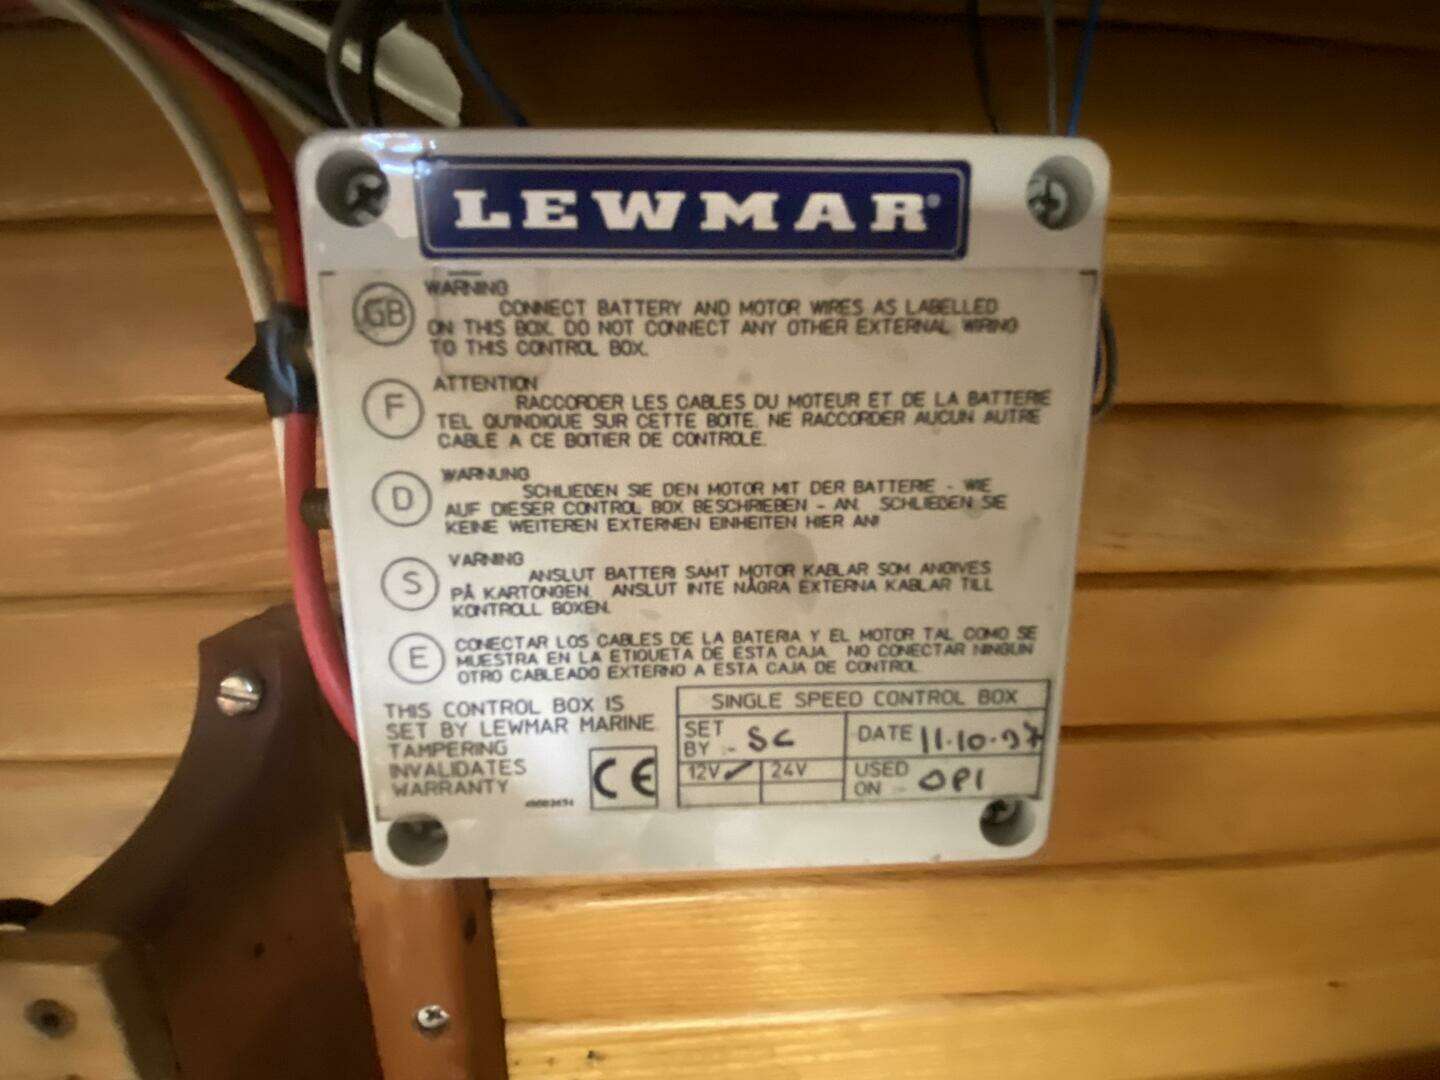 LEWMAR®
GB
WARNING
CONNECT BATTERY AND MOTOR WIRES AS LABELLED
ON THIS BOX. DO NOT CONNECT ANY OTHER EXTERNAL WIRING
TO THIS CONTROL BOX.
F
ATTENTION
RACCORDER LES CABLES DU MOTEUR ET DE LA BATTERIE
TEL QU'INDIQUE SUR CETTE BOITE. NE RACCORDER AUCUN AUTRE
CABLE A CE BOITIER DE CONTROLE.
D
WARNUNG
SCHLIEßEN SIE DEN MOTOR MIT DER BATTERIE - WIE
AUF DIESER CONTROL BOX BESCHRIEBEN - AN. SCHLIEßEN SIE
KEINE WEITEREN EXTERNEN EINHEITEN HIER AN!
S
VARNING
ANSLUT BATTERI SAMT MOTOR KABLAR SOM ANGIVES
PÅ KARTONGEN. ANSLUT INTE NÅGRA EXTERNA KABLAR TILL
KONTROLL BOXEN.
E
CONECTAR LOS CABLES DE LA BATERIA Y EL MOTOR TAL COMO SE
MUESTRA EN LA ETIQUETA DE ESTA CAJA. NO CONECTAR NINGUN
OTRO CABLEADO EXTERNO A ESTA CAJA DE CONTROL
THIS CONTROL BOX IS
SET BY LEWMAR MARINE.
TAMPERING
INVALIDATES
WARRANTY
CE
SINGLE SPEED CONTROL BOX
SET BY :- SC
DATE 11.10.97
12V / 24V
USED ON :- OP1